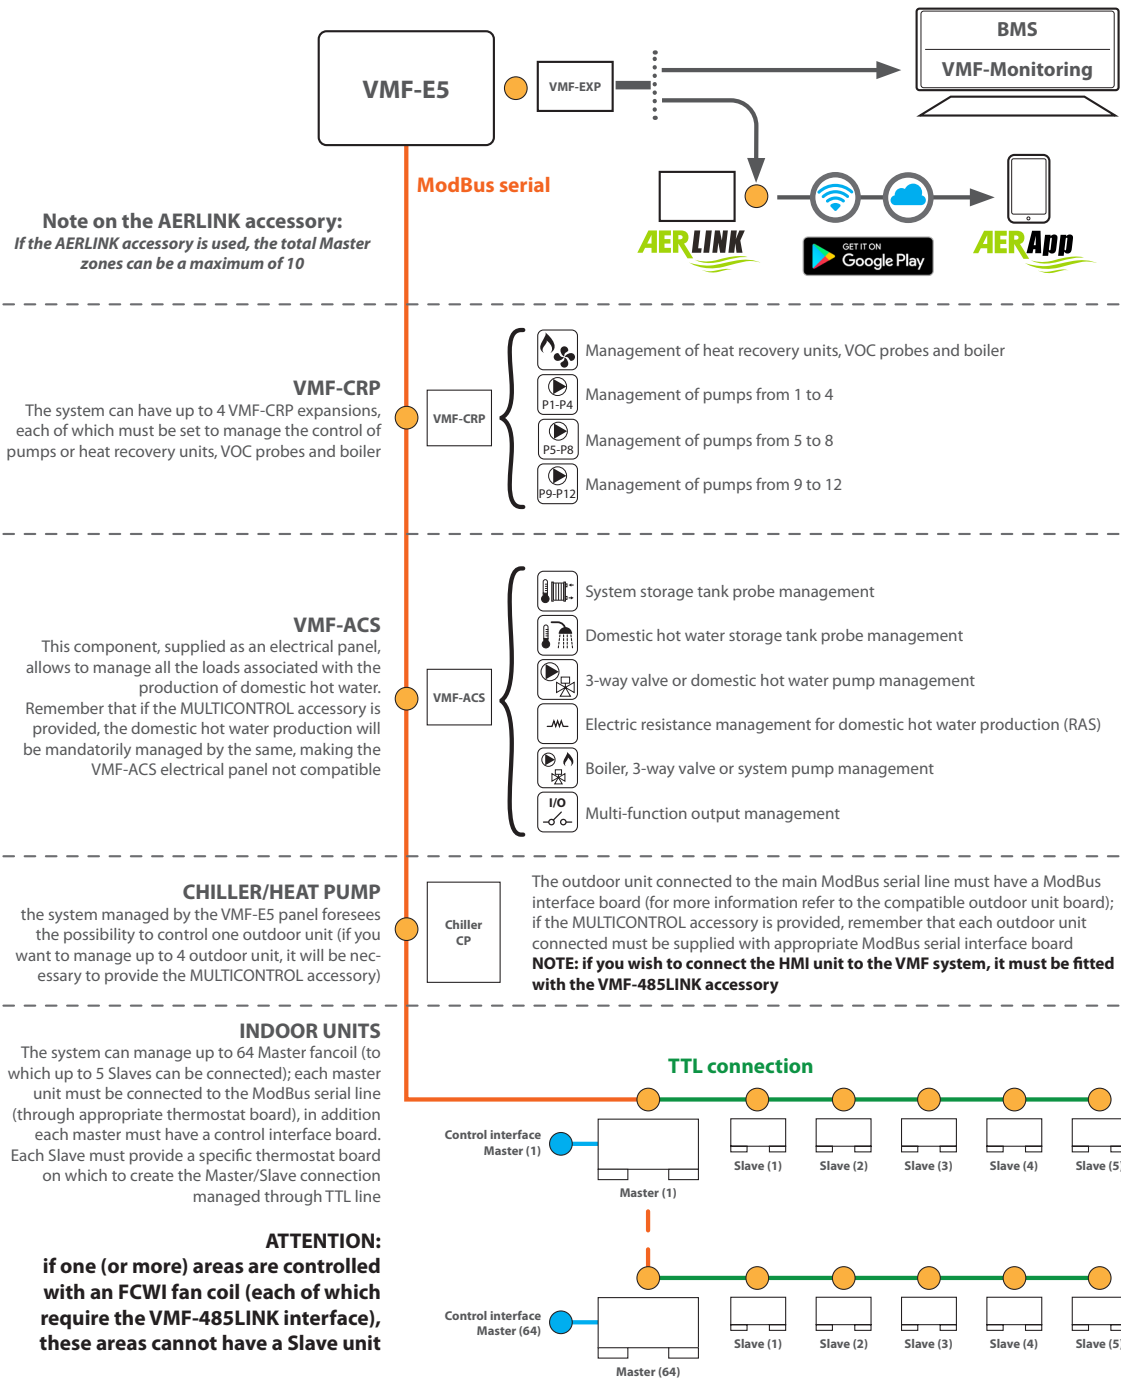 BMS
VMF-Monitoring
VMF-E5
VMF-EXP
ModBus serial
Note on the AERLINK accessory:
If the AERLINK accessory is used, the total Master
zones can be a maximum of 10
AERLINK
GET IT ON
Google Play
AERApp
VMF-CRP
The system can have up to 4 VMF-CRP expansions,
each of which must be set to manage the control of
pumps or heat recovery units, VOC probes and boiler
VMF-CRP
Management of heat recovery units, VOC probes and boiler
P1-P4
Management of pumps from 1 to 4
P5-P8
Management of pumps from 5 to 8
P9-P12
Management of pumps from 9 to 12
VMF-ACS
This component, supplied as an electrical panel,
allows to manage all the loads associated with the
production of domestic hot water.
Remember that if the MULTICONTROL accessory is
provided, the domestic hot water production will
be mandatorily managed by the same, making the
VMF-ACS electrical panel not compatible
VMF-ACS
System storage tank probe management
Domestic hot water storage tank probe management
3-way valve or domestic hot water pump management
Electric resistance management for domestic hot water production (RAS)
Boiler, 3-way valve or system pump management
I/O
Multi-function output management
CHILLER/HEAT PUMP
the system managed by the VMF-E5 panel foresees
the possibility to control one outdoor unit (if you
want to manage up to 4 outdoor unit, it will be nec-
essary to provide the MULTICONTROL accessory)
Chiller
CP
The outdoor unit connected to the main ModBus serial line must have a ModBus
interface board (for more information refer to the compatible outdoor unit board);
if the MULTICONTROL accessory is provided, remember that each outdoor unit
connected must be supplied with appropriate ModBus serial interface board
NOTE: if you wish to connect the HMI unit to the VMF system, it must be fitted
with the VMF-485LINK accessory
INDOOR UNITS
The system can manage up to 64 Master fancoil (to
which up to 5 Slaves can be connected); each master
unit must be connected to the ModBus serial line
(through appropriate thermostat board), in addition
each master must have a control interface board.
Each Slave must provide a specific thermostat board
on which to create the Master/Slave connection
managed through TTL line
TTL connection
Control interface
Master (1)
Master (1)
Slave (1)
Slave (2)
Slave (3)
Slave (4)
Slave (5)
ATTENTION:
if one (or more) areas are controlled
with an FCWI fan coil (each of which
require the VMF-485LINK interface),
these areas cannot have a Slave unit
Control interface
Master (64)
Master (64)
Slave (1)
Slave (2)
Slave (3)
Slave (4)
Slave (5)